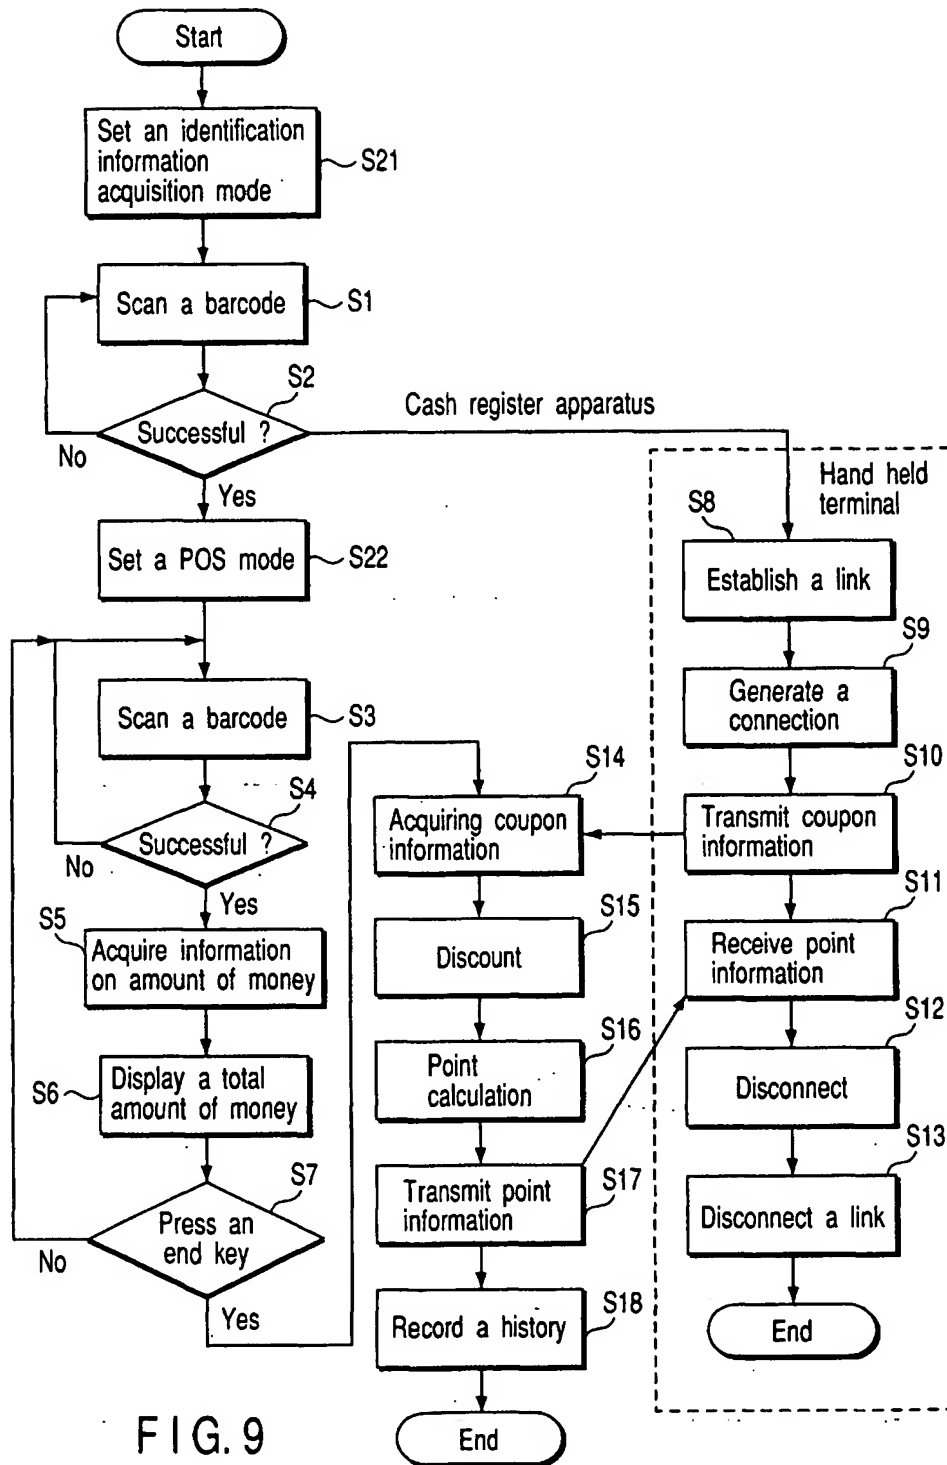 Start
Set an identification
information
acquisition mode
S21
Scan a barcode
S1
S2
Successful ?
No
Yes
Cash register apparatus
Hand held
terminal
Set a POS mode
S22
Scan a barcode
S3
S4
Successful ?
No
Yes
S5
Acquire information
on amount of money
S6
Display a total
amount of money
S7
Press an
end key
No
Yes
S14
Acquiring coupon
information
S15
Discount
S16
Point
calculation
Transmit point
information
S17
Record a history
S18
End
S8
Establish a link
S9
Generate a
connection
S10
Transmit coupon
information
S11
Receive point
information
S12
Disconnect
S13
Disconnect a link
End
FIG. 9